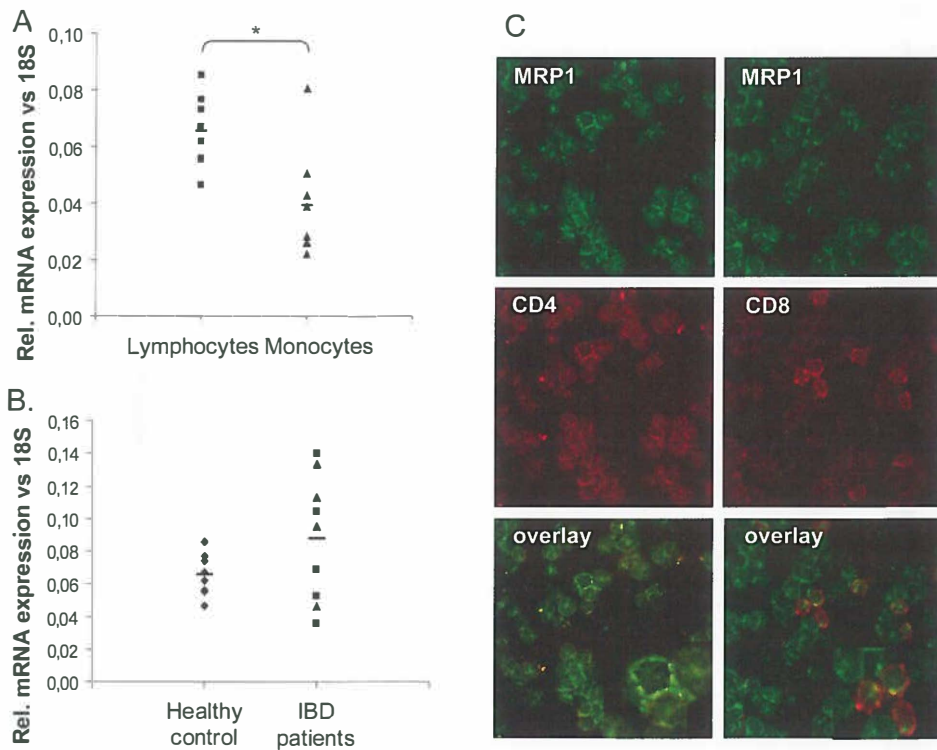 A
Rel. mRNA expression vs 18S
0,10
0,08
0,06
0,04
0,02
0,00
*
Lymphocytes Monocytes
B.
Rel. mRNA expression vs 18S
0,16
0,14
0,12
0,10
0,08
0,06
0,04
0,02
0,00
Healthy
control
IBD
patients
C
MRP1
MRP1
CD4
CD8
overlay
overlay